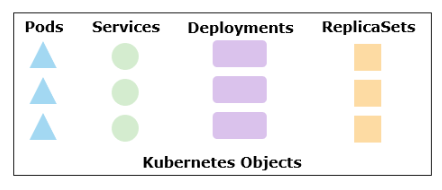 Pods Services Deployments ReplicaSets
Kubernetes Objects